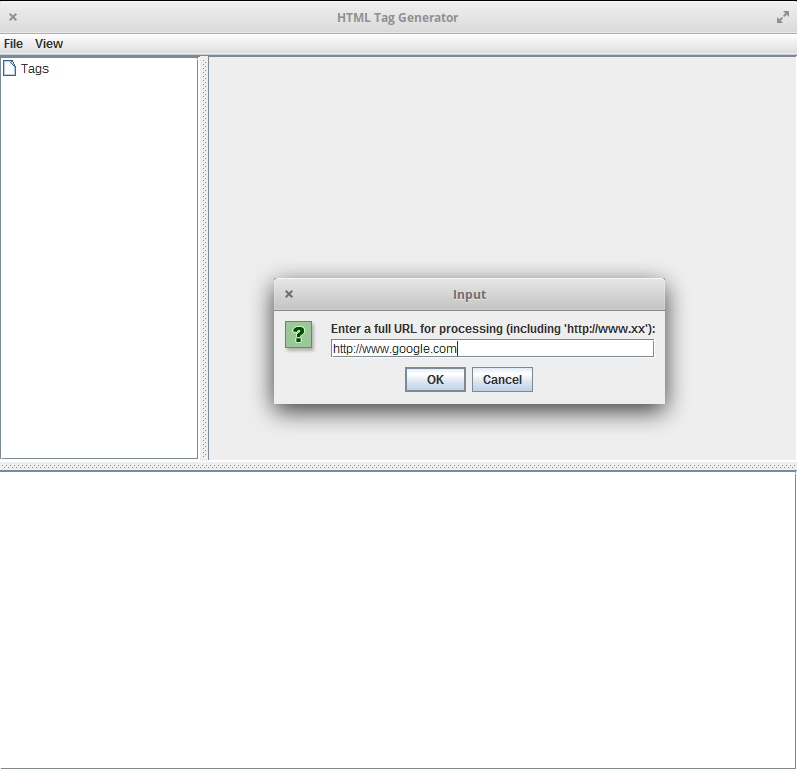 HTML Tag Generator
File View
Tags
Input
? Enter a full URL for processing (including 'http://www.xx'):
http://www.google.com
OK Cancel